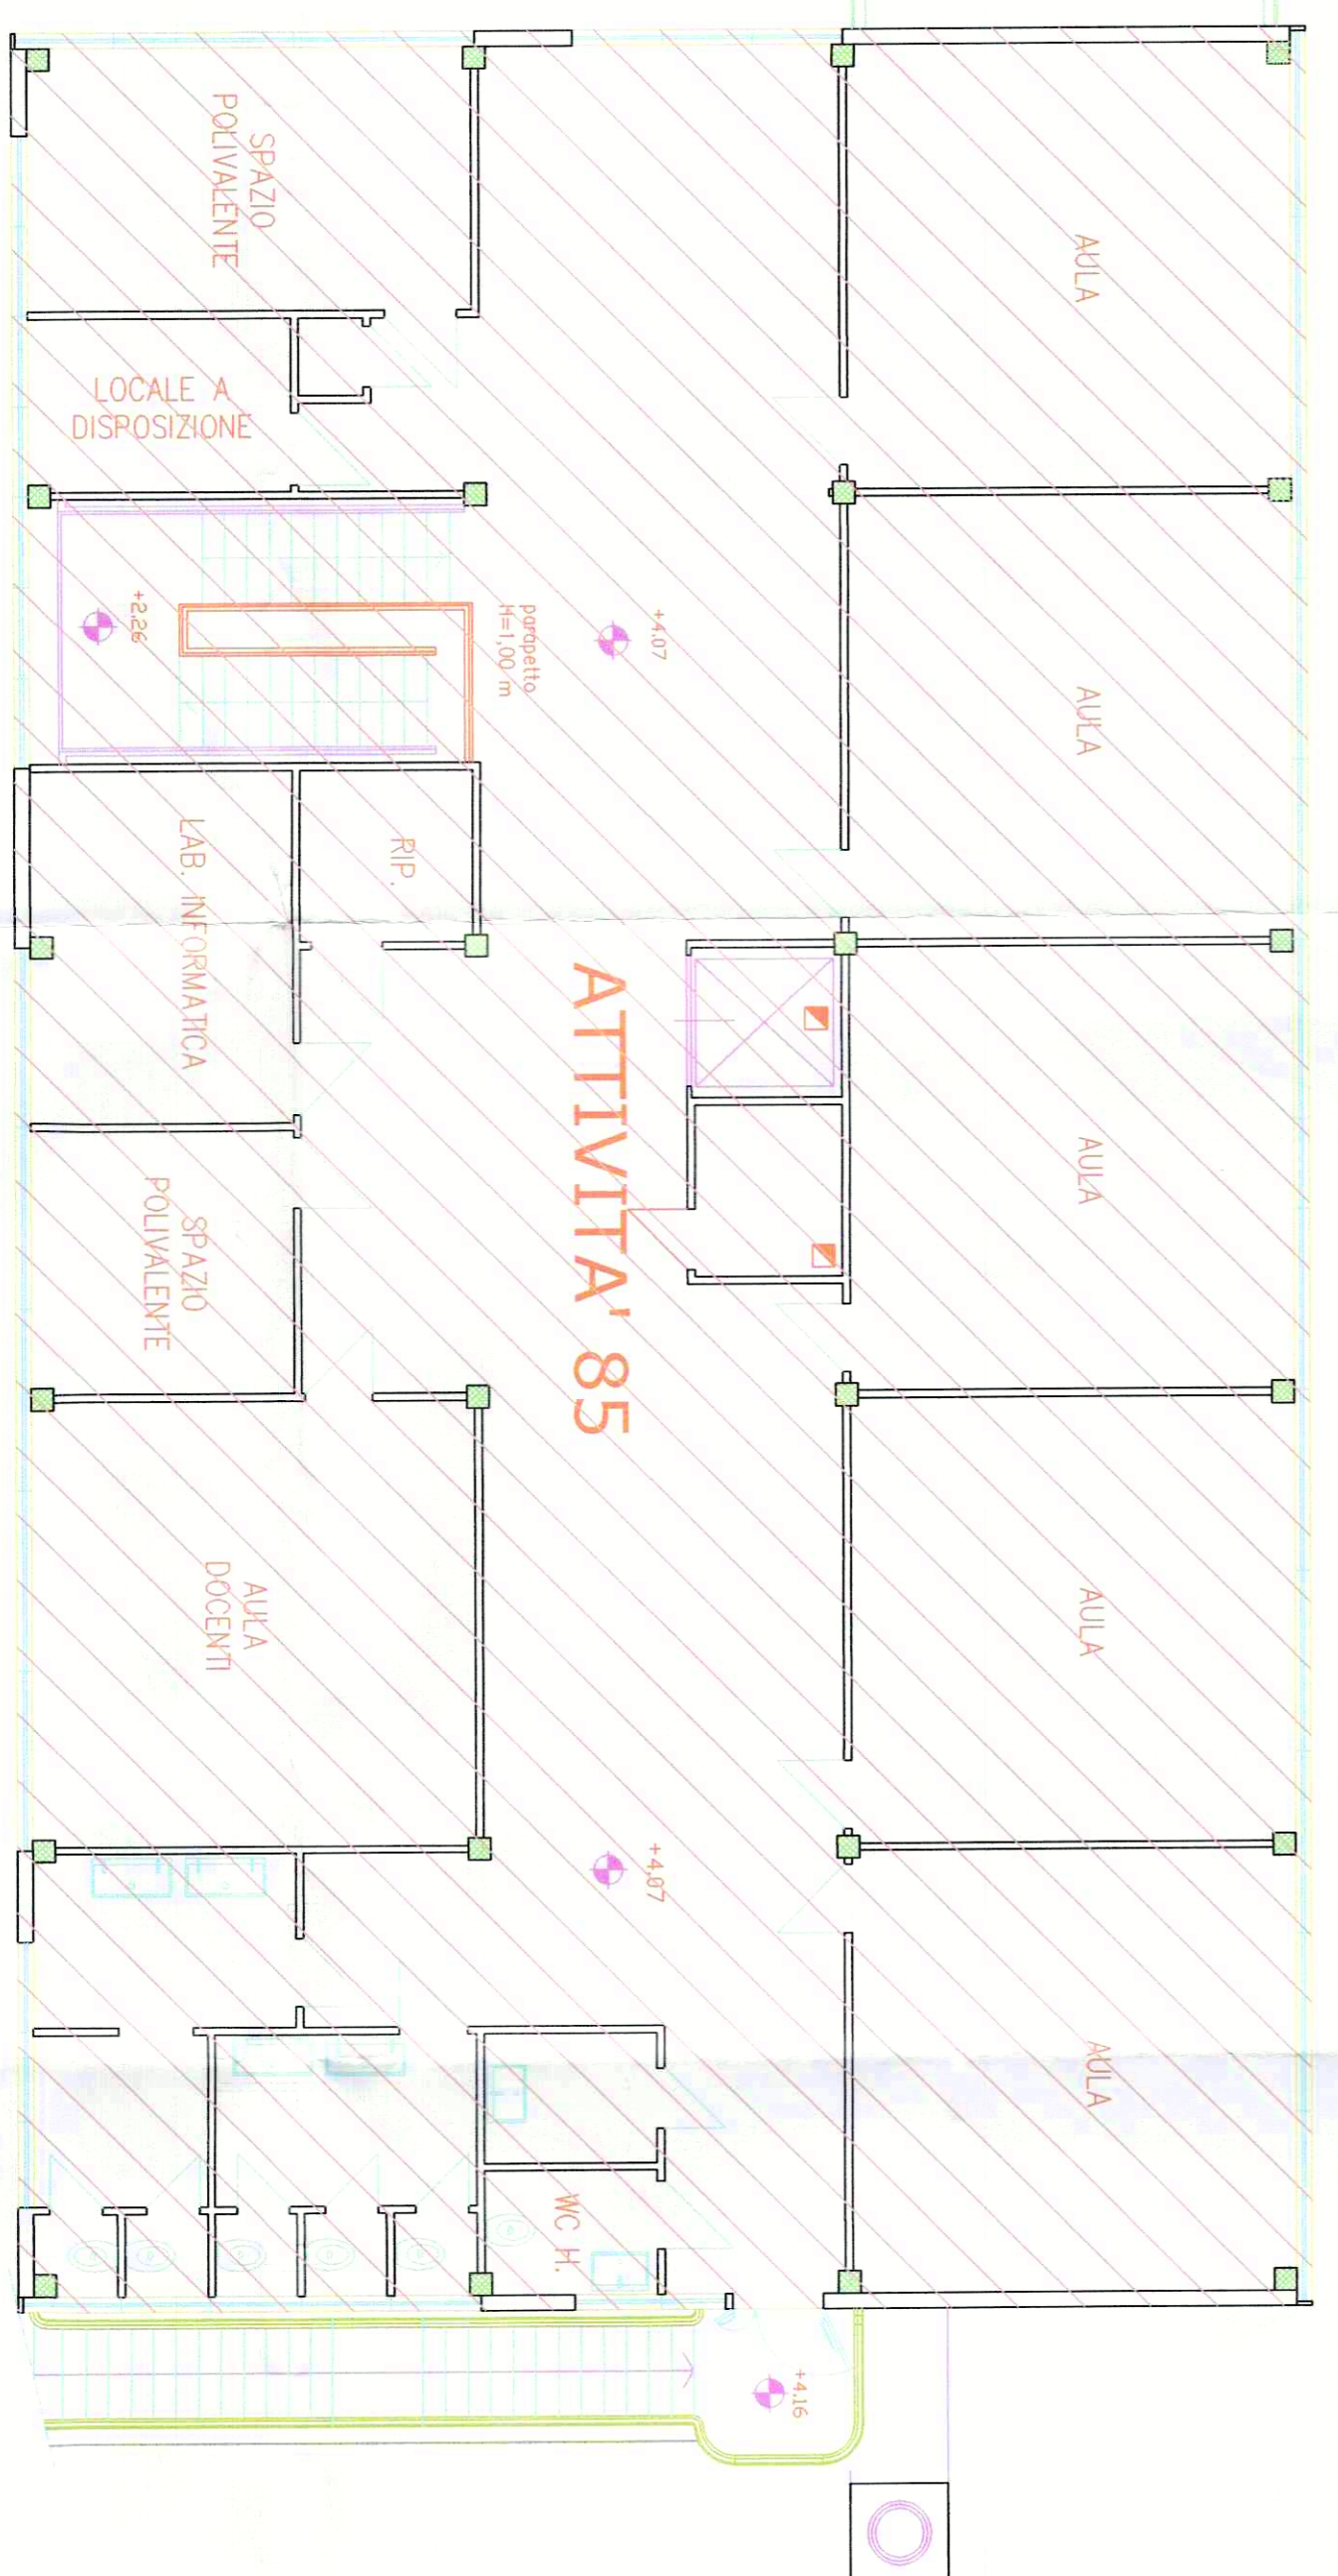 AULA
AULA
AULA
AULA
AULA
+4.07
+4.07
+4.16
ATTIVITA' 85
parapetto
H=1,00 m
WC H.
RIP.
SPAZIO
POLIVALENTE
LOCALE A
DISPOSIZIONE
+2.26
LAB. INFORMATICA
SPAZIO
POLIVALENTE
AULA
DOCENTI